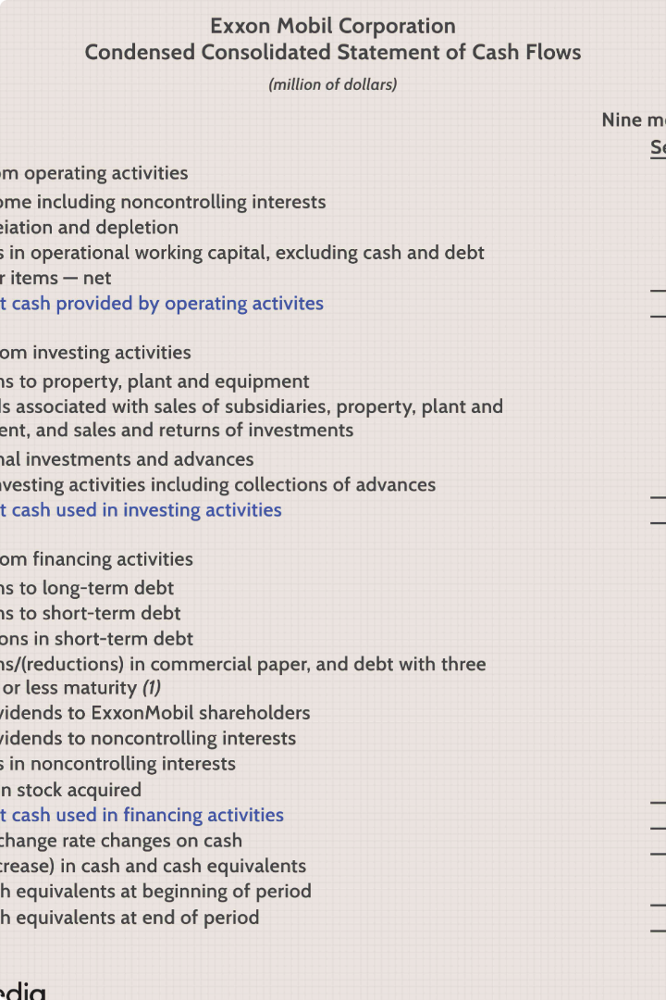 Exxon Mobil Corporation
Condensed Consolidated Statement of Cash Flows
(million of dollars)
Nine
om operating activities
ome including noncontrolling interests
eiation and depletion
s in operational working capital, excluding cash and debt
r items — net
t cash provided by operating activites
om investing activities
ns to property, plant and equipment
ds associated with sales of subsidiaries, property, plant and
ent, and sales and returns of investments
nal investments and advances
nvesting activities including collections of advances
t cash used in investing activities
om financing activities
ns to long-term debt
ns to short-term debt
ons in short-term debt
ns/(reductions) in commercial paper, and debt with three
or less maturity (1)
vidends to ExxonMobil shareholders
vidends to noncontrolling interests
s in noncontrolling interests
n stock acquired
t cash used in financing activities
change rate changes on cash
crease) in cash and cash equivalents
h equivalents at beginning of period
h equivalents at end of period